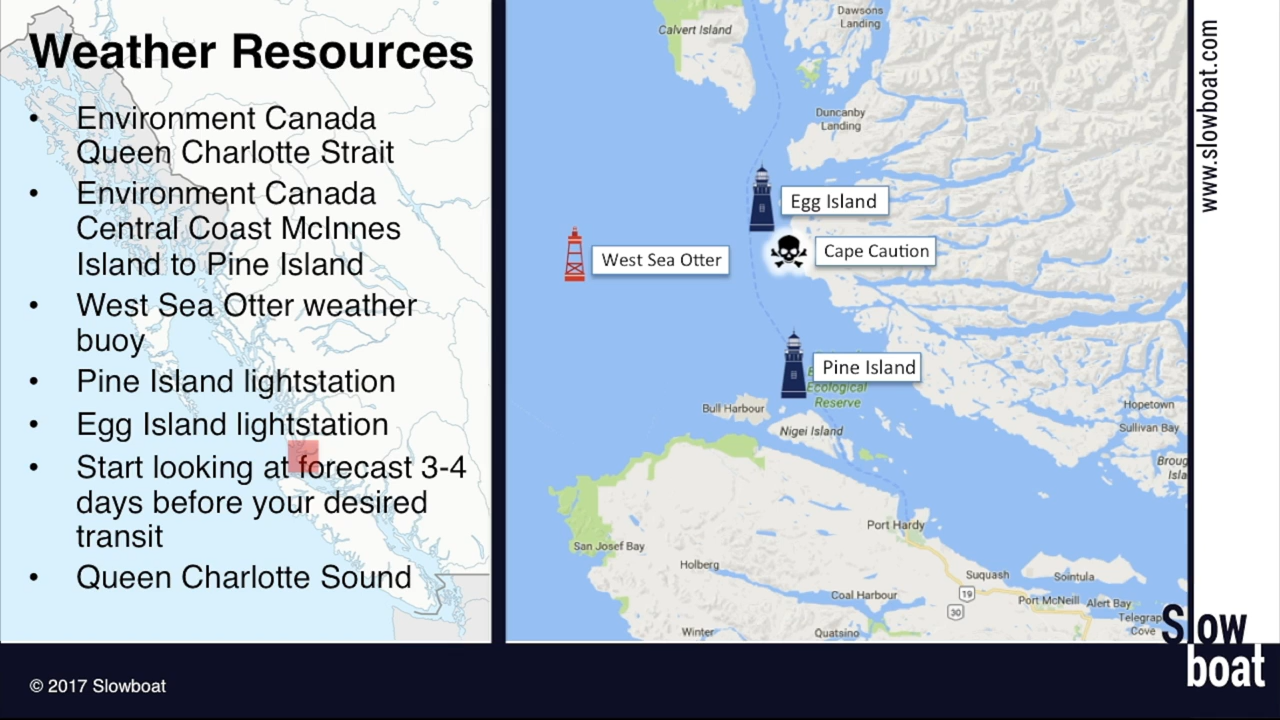 Weather Resources
• Environment Canada
Queen Charlotte Strait
• Environment Canada
Central Coast McInnes
Island to Pine Island
• West Sea Otter weather
buoy
• Pine Island lightstation
• Egg Island lightstation
• Start looking at forecast 3-4
days before your desired
transit
• Queen Charlotte Sound
Dawsons
Landing
Calvert Island
Duncanby
Landing
Egg Island
Cape Caution
West Sea Otter
Pine Island
Ecological
Reserve
Bull Harbour
Nigei Island
Hopetown
Sullivan Bay
Port Hardy
San Josef Bay
Holberg
Suquash
Sointula
Coal Harbour
19
30
Port McNeill
Alert Bay
Winter
Quatsino
Cove
www.slowboat.com
Slow
boat
© 2017 Slowboat